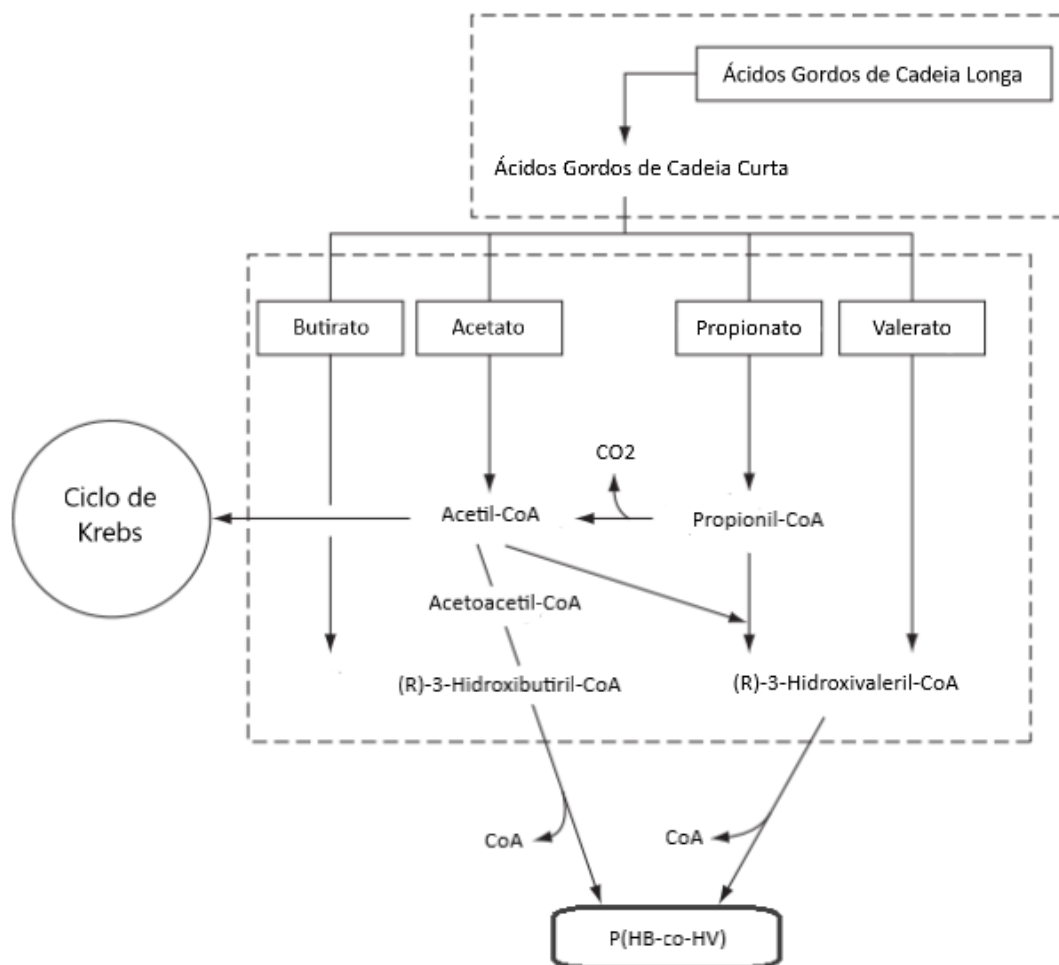 Ácidos Gordos de Cadeia Longa
Ácidos Gordos de Cadeia Curta
Butirato
Acetato
Propionato
Valerato
CO2
Ciclo de
Krebs
Acetil-CoA
Propionil-CoA
Acetoacetil-CoA
(R)-3-Hidroxibutiril-CoA
(R)-3-Hidroxivaleril-CoA
CoA
CoA
P(HB-co-HV)